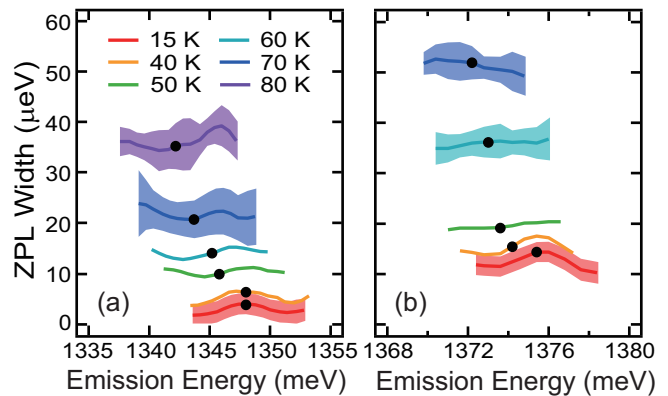 60
50
40
30
20
10
0
ZPL Width (μeV)
15 K
40 K
50 K
60 K
70 K
80 K
(a)
(b)
1335 1340 1345 1350 1355
1368 1372 1376 1380
Emission Energy (meV) Emission Energy (meV)